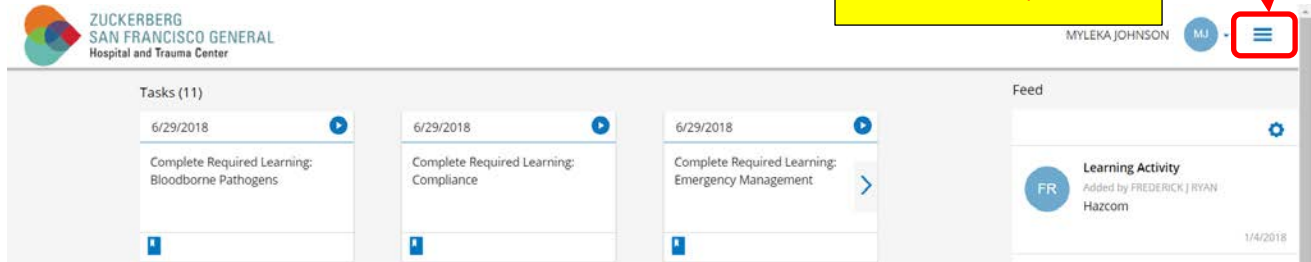 ZUCKERBERG
SAN FRANCISCO GENERAL
Hospital and Trauma Center
MYLEKA JOHNSON
MJ
Tasks (11)
Feed
6/29/2018
6/29/2018
6/29/2018
Complete Required Learning:
Bloodborne Pathogens
Complete Required Learning:
Compliance
Complete Required Learning:
Emergency Management
FR
Learning Activity
Added by FREDERICK J RYAN
Hazcom
1/4/2018